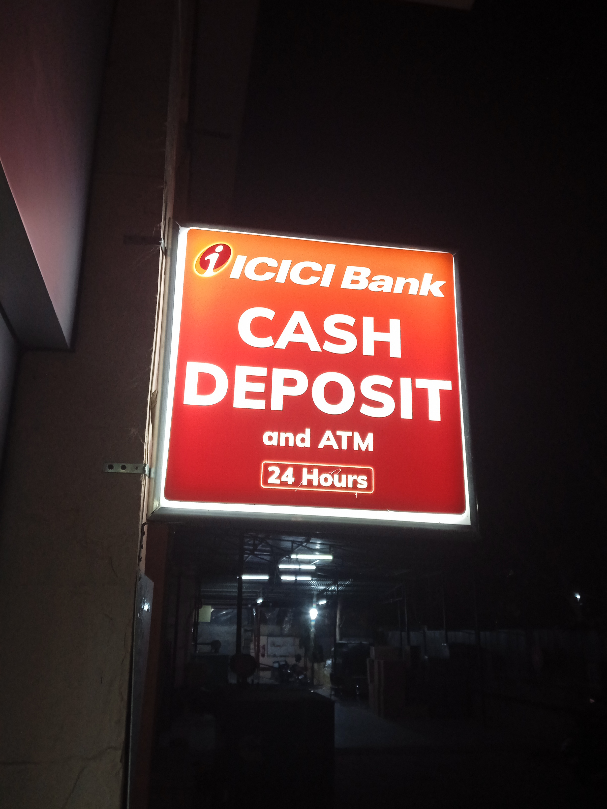 ICICI Bank
CASH
DEPOSIT
and ATM
24 Hours